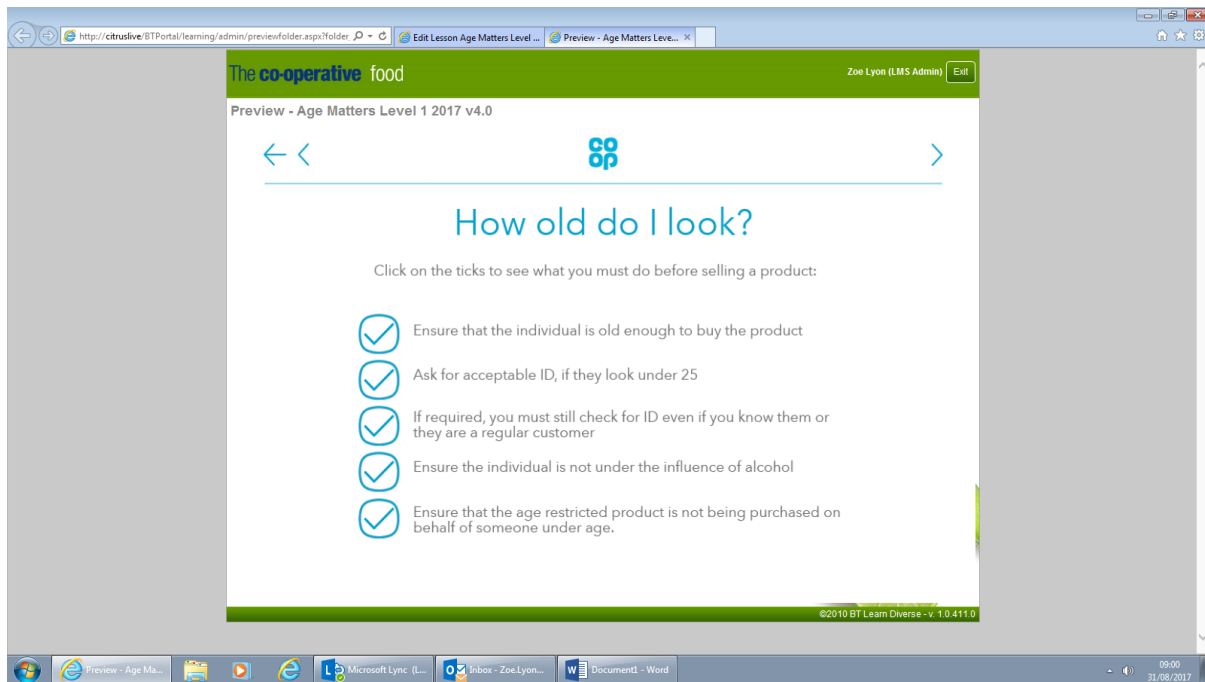 http://citruslive/BTPortal/learning/admin/previewfolder.aspx?folder
Edit Lesson Age Matters Level ...
Preview - Age Matters Leve...
The co-operative food
Zoe Lyon (LMS Admin)
Exit
Preview - Age Matters Level 1 2017 v4.0
CO
OP
How old do I look?
Click on the ticks to see what you must do before selling a product:
Ensure that the individual is old enough to buy the product
Ask for acceptable ID, if they look under 25
If required, you must still check for ID even if you know them or
they are a regular customer
Ensure the individual is not under the influence of alcohol
Ensure that the age restricted product is not being purchased on
behalf of someone under age.
©2010 BT Learn Diverse - v. 1.0.411.0
Preview - Age Ma...
Microsoft Lync (L...
Inbox - Zoe.Lyon...
Document1 - Word
09:00
31/08/2017